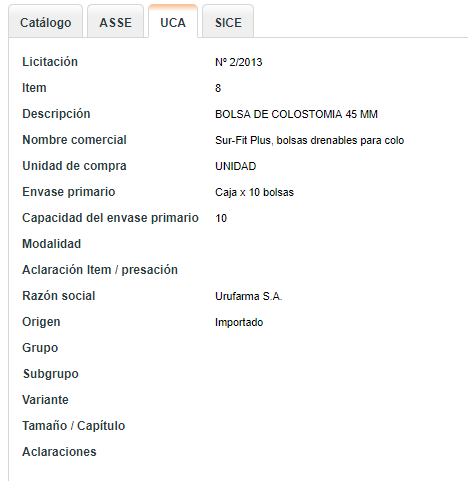 Catálogo ASSE UCA SICE
Licitación Nº 2/2013
Item 8
Descripción BOLSA DE COLOSTOMIA 45 MM
Nombre comercial Sur-Fit Plus, bolsas drenables para colo
Unidad de compra UNIDAD
Envase primario Caja x 10 bolsas
Capacidad del envase primario 10
Modalidad
Aclaración Item / presación
Razón social Urufarma S.A.
Origen Importado
Grupo
Subgrupo
Variante
Tamaño / Capítulo
Aclaraciones